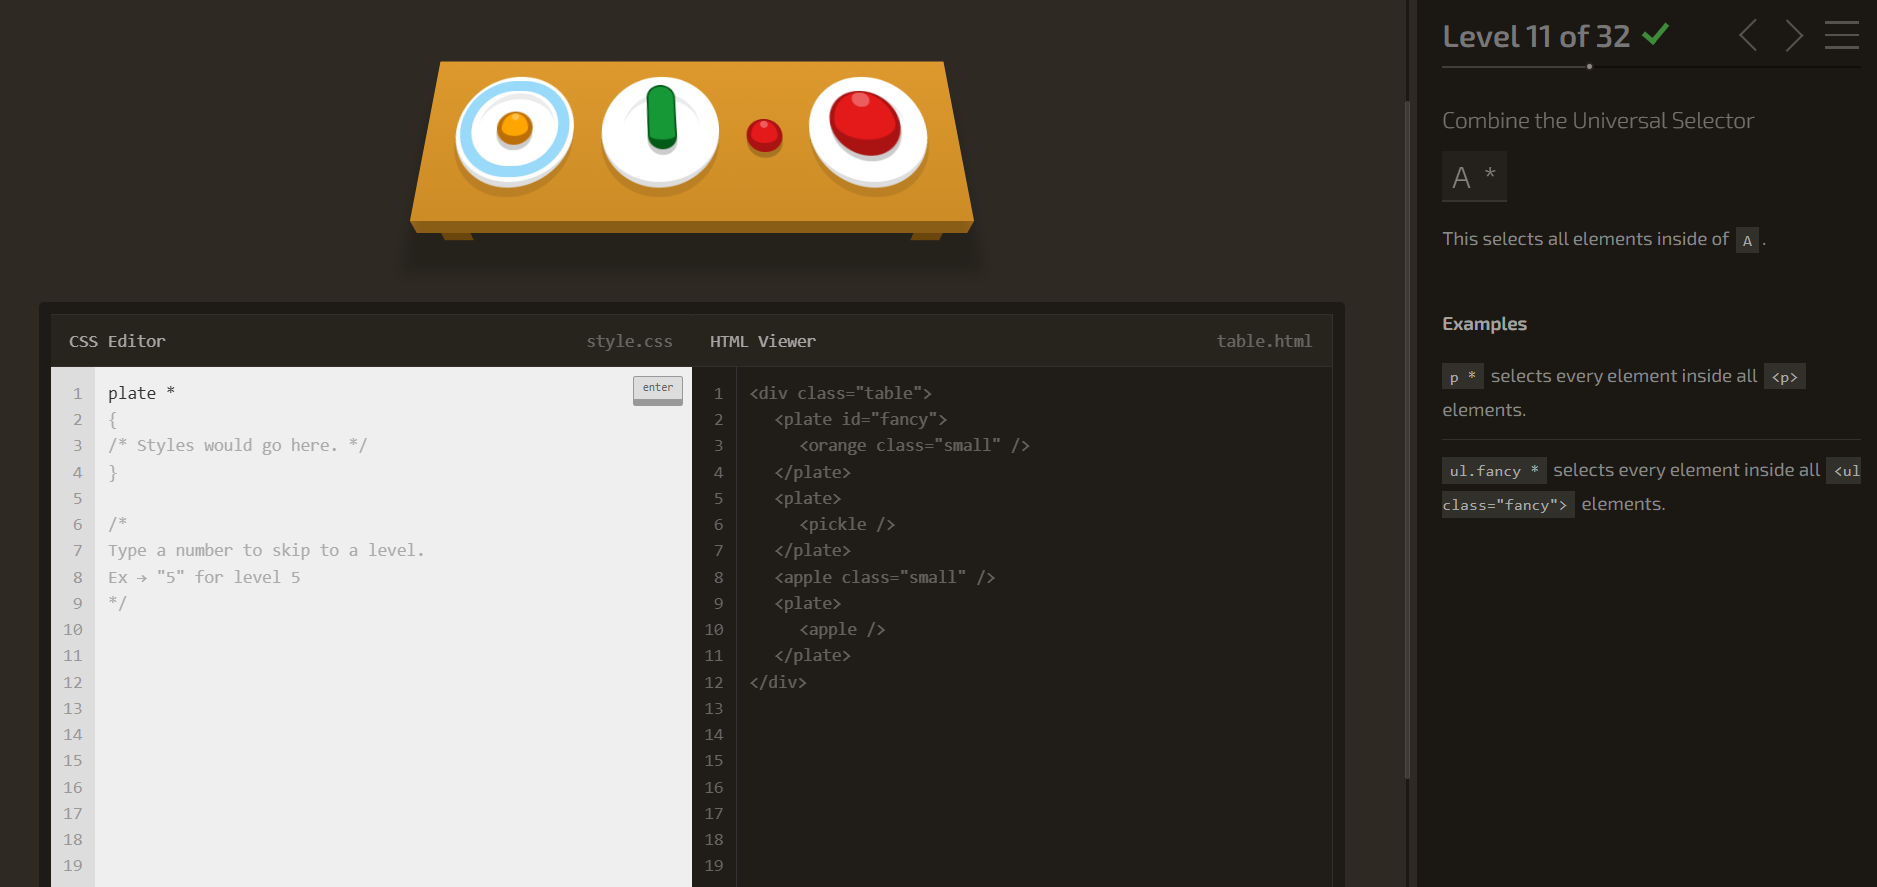 CSS Editor
style.css
1 plate *
2 {
3 /* Styles would go here. */
4 }
5
6 /*
7 Type a number to skip to a level.
8 Ex → "5" for level 5
9 */
10
11
12
13
14
15
16
17
18
19
enter
HTML Viewer
table.html
1 <div class="table">
2 <plate id="fancy">
3 <orange class="small" />
4 </plate>
5 <plate>
6 <pickle />
7 </plate>
8 <apple class="small" />
9 <plate>
10 <apple />
11 </plate>
12 </div>
13
14
15
16
17
18
19
Level 11 of 32
Combine the Universal Selector
A *
This selects all elements inside of A .
Examples
p * selects every element inside all <p>
elements.
ul.fancy * selects every element inside all <ul
class="fancy"> elements.